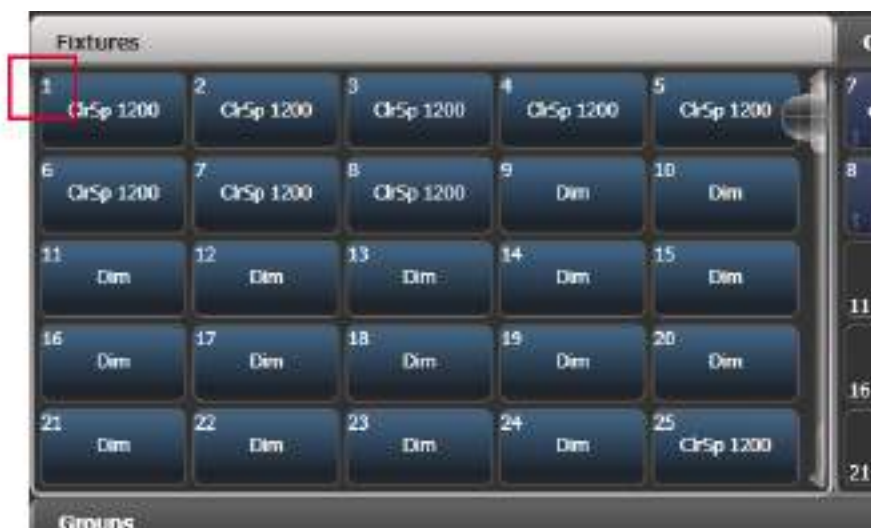 Fixtures
1 ClrSp 1200
2 ClrSp 1200
3 ClrSp 1200
4 ClrSp 1200
5 ClrSp 1200
7
6 ClrSp 1200
7 ClrSp 1200
8 ClrSp 1200
9 Dim
10 Dim
8
11 Dim
12 Dim
13 Dim
14 Dim
15 Dim
11
16 Dim
17 Dim
18 Dim
19 Dim
20 Dim
16
21 Dim
22 Dim
23 Dim
24 Dim
25 ClrSp 1200
21
Groups